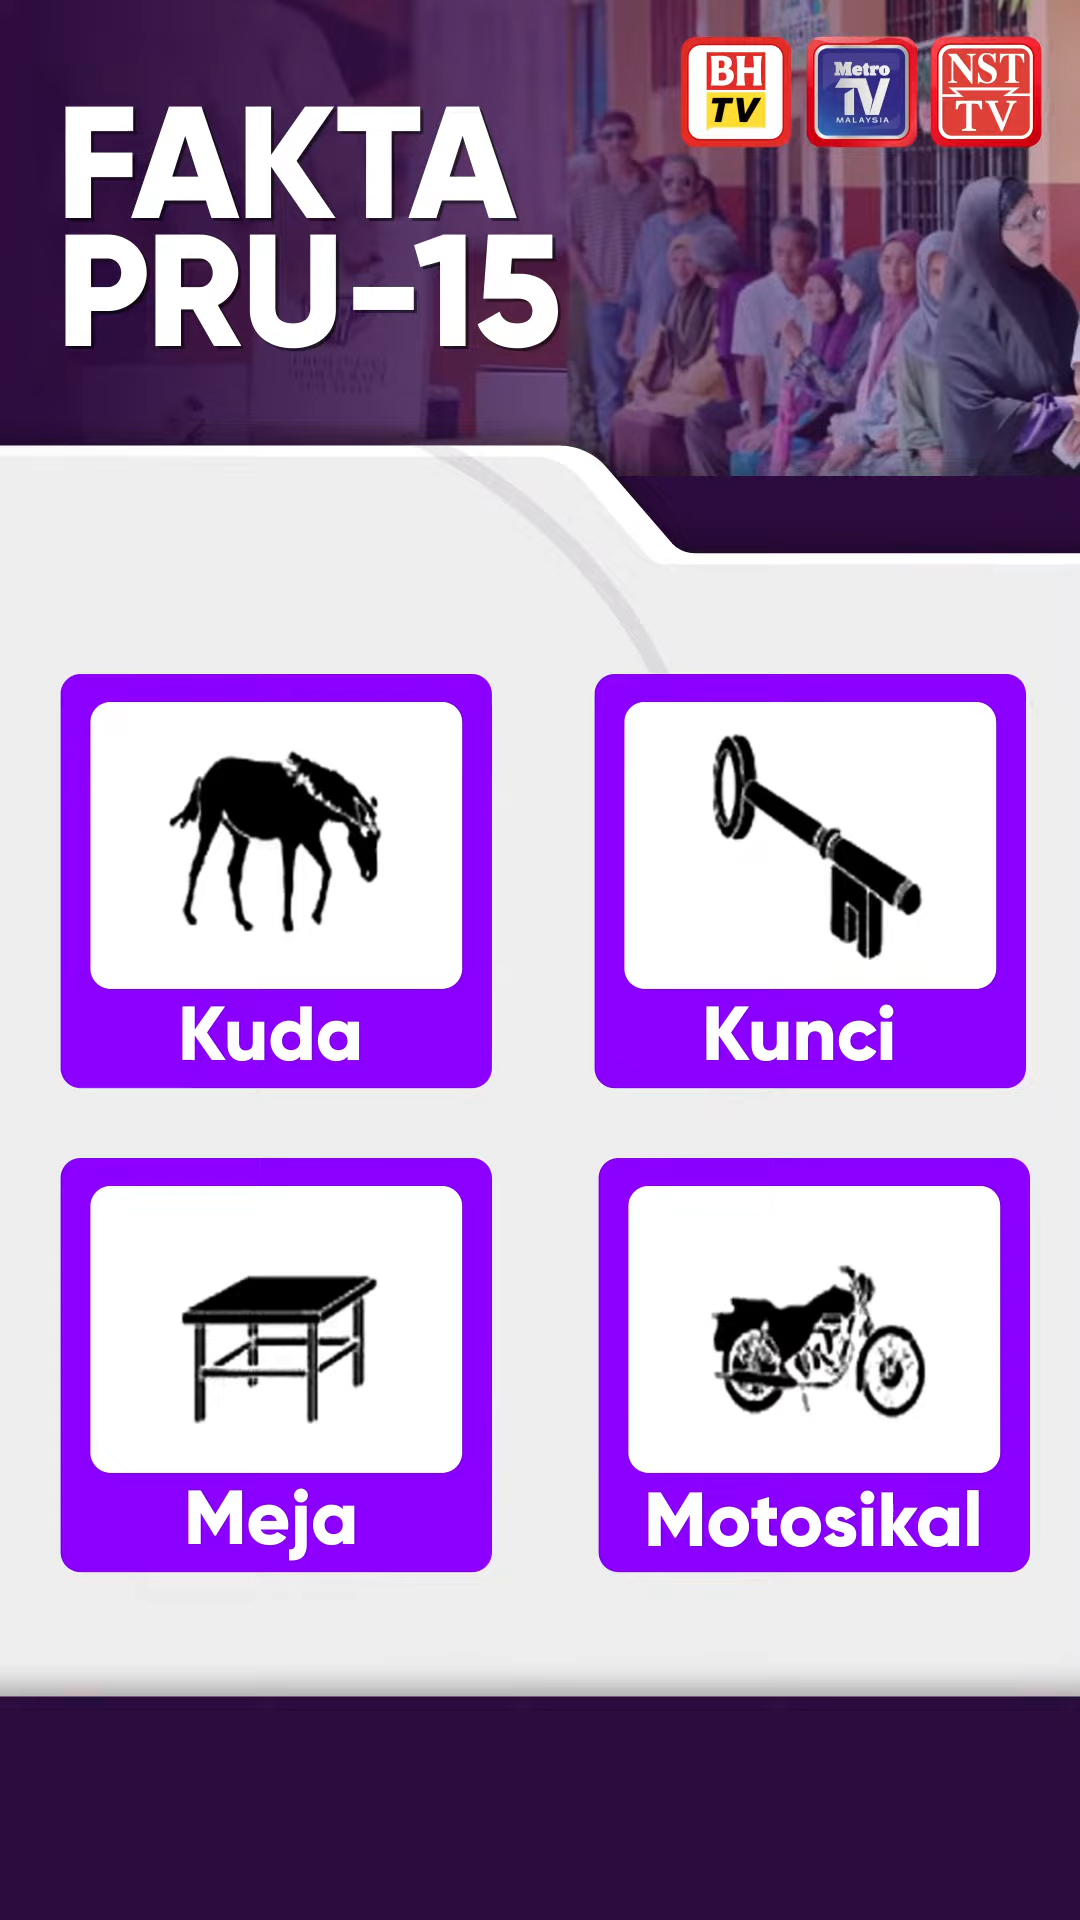 BH
TV
Metro
TV
MALAYSIA
NST
TV
FAKTA
PRU-15
Kuda
Kunci
Meja
Motosikal